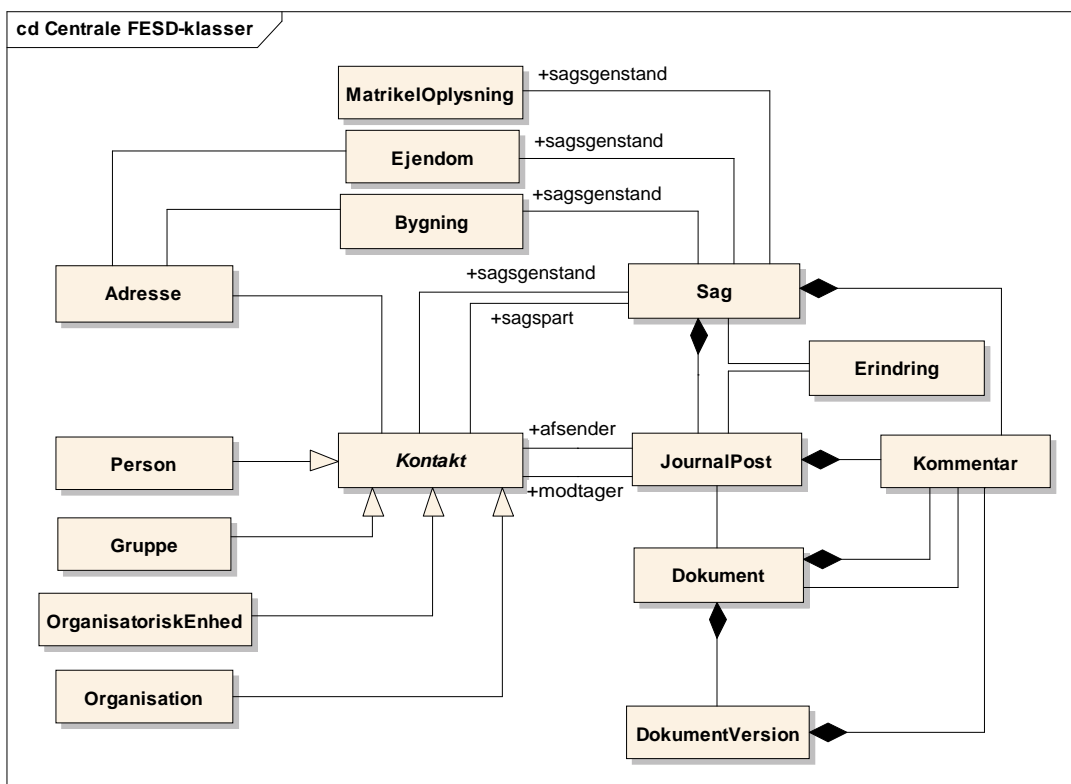 cd Centrale FESD-klasser
+sagsgenstand
MatrikelOplysning
+sagsgenstand
Ejendom
+sagsgenstand
Bygning
+sagsgenstand
Adresse
Sag
+sagspart
Erindring
+afsender
Person
Kontakt
JournalPost
Kommentar
+modtager
Gruppe
Dokument
OrganisatoriskEnhed
Organisation
DokumentVersion